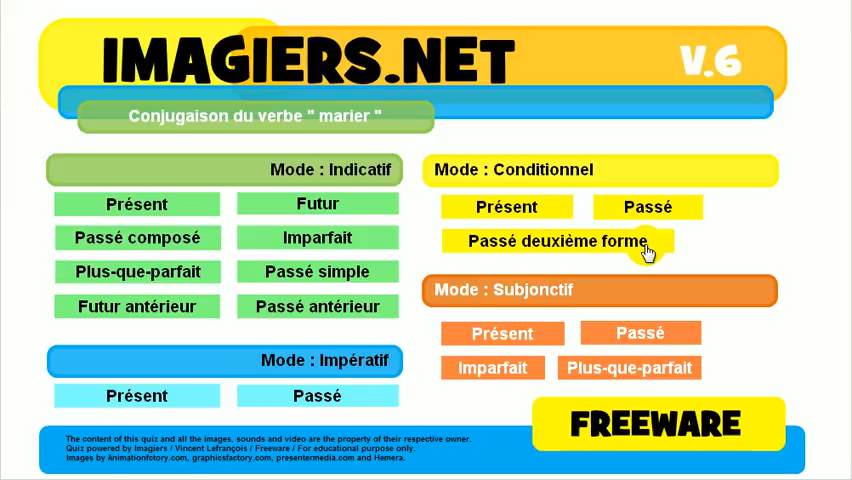 IMAGIERS.NET
V.6
Conjugaison du verbe " marier "
Mode : Indicatif
Présent
Futur
Passé composé
Imparfait
Plus-que-parfait
Passé simple
Futur antérieur
Passé antérieur
Mode : Impératif
Présent
Passé
Mode : Conditionnel
Présent
Passé
Passé deuxième forme
Mode : Subjonctif
Présent
Passé
Imparfait
Plus-que-parfait
FREEWARE
The content of this quiz and all the images, sounds and video are the property of their respective owner.
Quiz powered by Imagiers / Vincent Lefrançois / Freeware / For educational purpose only.
Images by Animationfctory.com, graphicsfactory.com, presentermedia.com and Hemera.